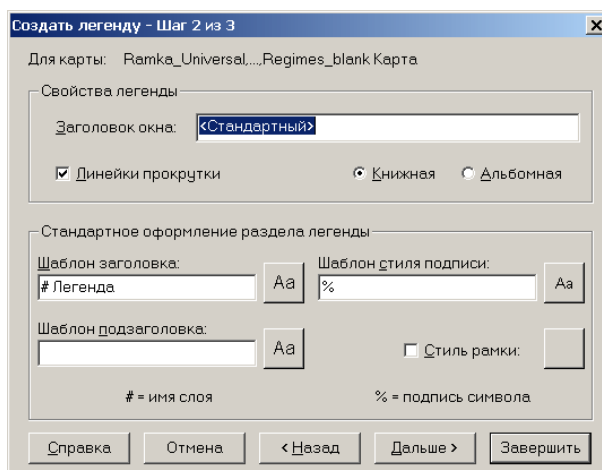 Создать легенду - Шаг 2 из 3
Для карты: Ramka_Universal,...,Regimes_blank Карта
Свойства легенды
Заголовок окна: <Стандартный>
Линейки прокрутки Книжная Альбомная
Стандартное оформление раздела легенды
Шаблон заголовка: Шаблон стиля подписи:
# Легенда Aa % Aa
Шаблон подзаголовка:
Aa Стиль рамки:
# = имя слоя % = подпись символа
Справка Отмена < Назад Дальше > Завершить